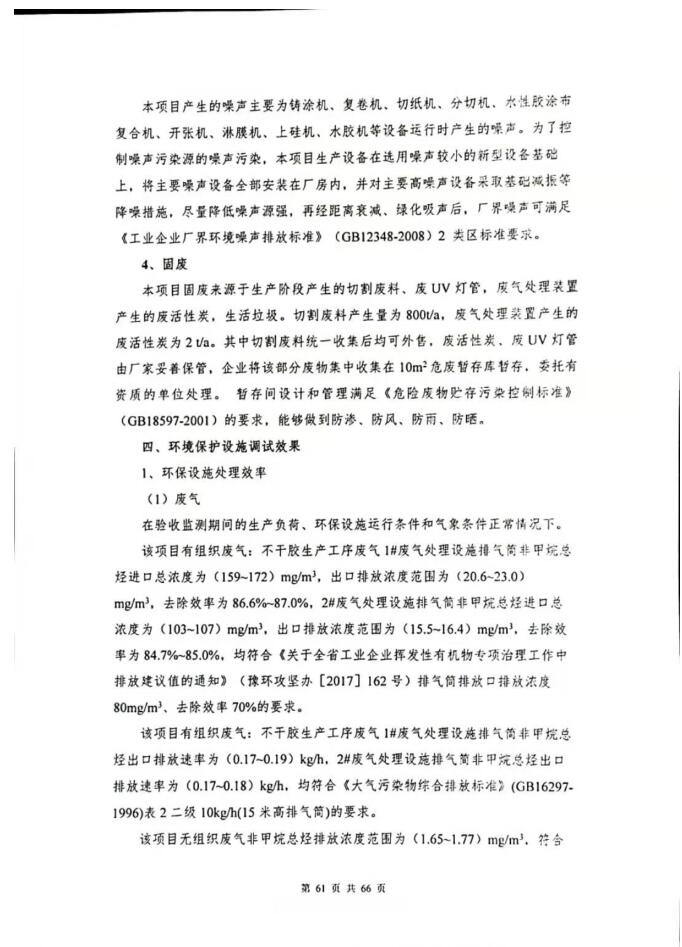 本项目产生的噪声主要为铸涂机、复卷机、切纸机、分切机、水性胶涂布
复合机、开张机、淋膜机、上硅机、水胶机等设备运行时产生的噪声。为了控
制噪声污染源的噪声污染，本项目生产设备在选用噪声较小的新型设备基础
上，将主要噪声设备全部安装在厂房内，并对主要高噪声设备采取基础减振等
降噪措施，尽量降低噪声源强，再经距离衰减、绿化吸声后，厂界噪声可满足
《工业企业厂界环境噪声排放标准》（GB12348-2008）2 类区标准要求。
4、固废
本项目固废来源于生产阶段产生的切割废料、废 UV 灯管，废气处理装置
产生的废活性炭，生活垃圾。切割废料产生量为 800t/a，废气处理装置产生的
废活性炭为 2 t/a。其中切割废料统一收集后均可外售，废活性炭、废 UV 灯管
由厂家妥善保管，企业将该部分废物集中收集在 10m²危废暂存库暂存，委托有
资质的单位处理。 暂存间设计和管理满足《危险废物贮存污染控制标准》
（GB18597-2001）的要求，能够做到防渗、防风、防雨、防晒。
四、环境保护设施调试效果
1、环保设施处理效率
（1）废气
在验收监测期间的生产负荷、环保设施运行条件和气象条件正常情况下。
该项目有组织废气：不干胶生产工序废气 1#废气处理设施排气筒非甲烷总
烃进口总浓度为（159~172）mg/m³，出口排放浓度范围为（20.6~23.0）
mg/m³，去除效率为 86.6%~87.0%，2#废气处理设施排气筒非甲烷总烃进口总
浓度为（103~107）mg/m³，出口排放浓度范围为（15.5~16.4）mg/m³，去除效
率为 84.7%~85.0%，均符合《关于全省工业企业挥发性有机物专项治理工作中
排放建议值的通知》（豫环攻坚办［2017］162 号）排气筒排放口排放浓度
80mg/m³、去除效率 70%的要求。
该项目有组织废气：不干胶生产工序废气 1#废气处理设施排气筒非甲烷总
烃出口排放速率为（0.17~0.19）kg/h，2#废气处理设施排气筒非甲烷总烃出口
排放速率为（0.17~0.18）kg/h，均符合《大气污染物综合排放标准》(GB16297-
1996)表 2 二级 10kg/h(15 米高排气筒)的要求。
该项目无组织废气非甲烷总烃排放浓度范围为（1.65~1.77）mg/m³，符合
第 61 页 共 66 页